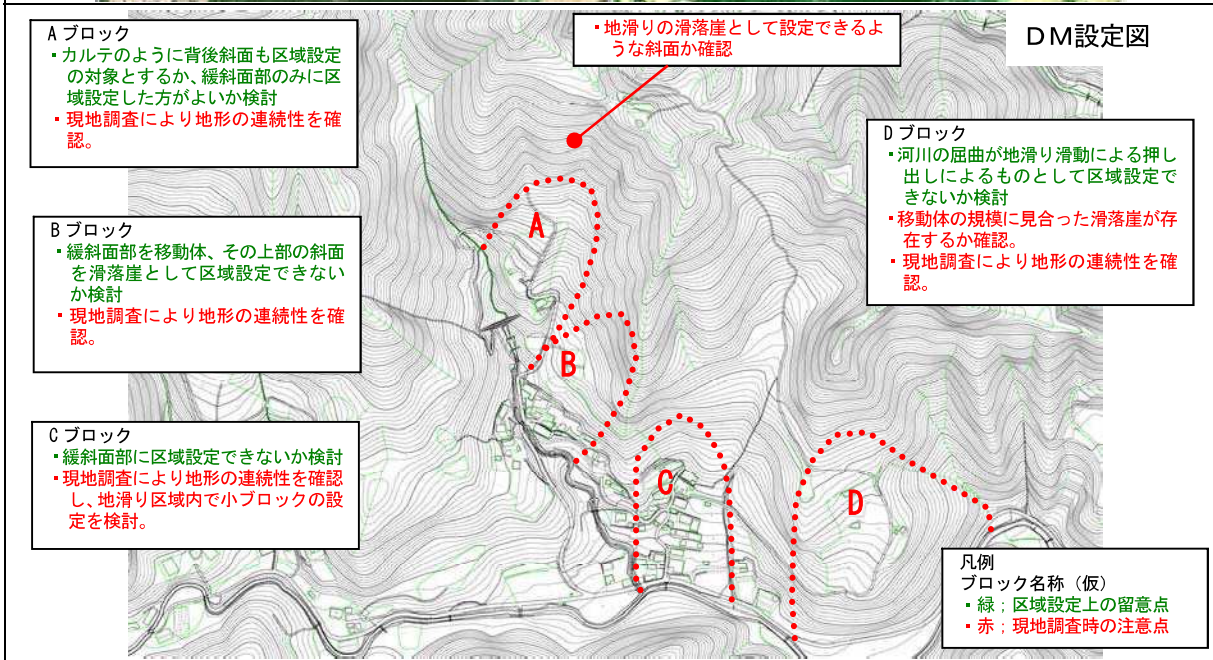 DM設定図
・地滑りの滑落崖として設定できるよ
うな斜面か確認
Aブロック
・カルテのように背後斜面も区域設定
の対象とするか、緩斜面部のみに区
域設定した方がよいか検討
・現地調査により地形の連続性を確
認。
Bブロック
・緩斜面部を移動体、その上部の斜面
を滑落崖として区域設定できない
か検討
・現地調査により地形の連続性を確
認。
Cブロック
・緩斜面部に区域設定できないか検討
・現地調査により地形の連続性を確認
し、地滑り区域内で小ブロックの設
定を検討。
Dブロック
・河川の屈曲が地滑り滑動による押し
出しによるものとして区域設定で
きないか検討
・移動体の規模に見合った滑落崖が存
在するか確認。
・現地調査により地形の連続性を確
認。
A
B
C
D
凡例
ブロック名称（仮）
・緑；区域設定上の留意点
・赤；現地調査時の注意点